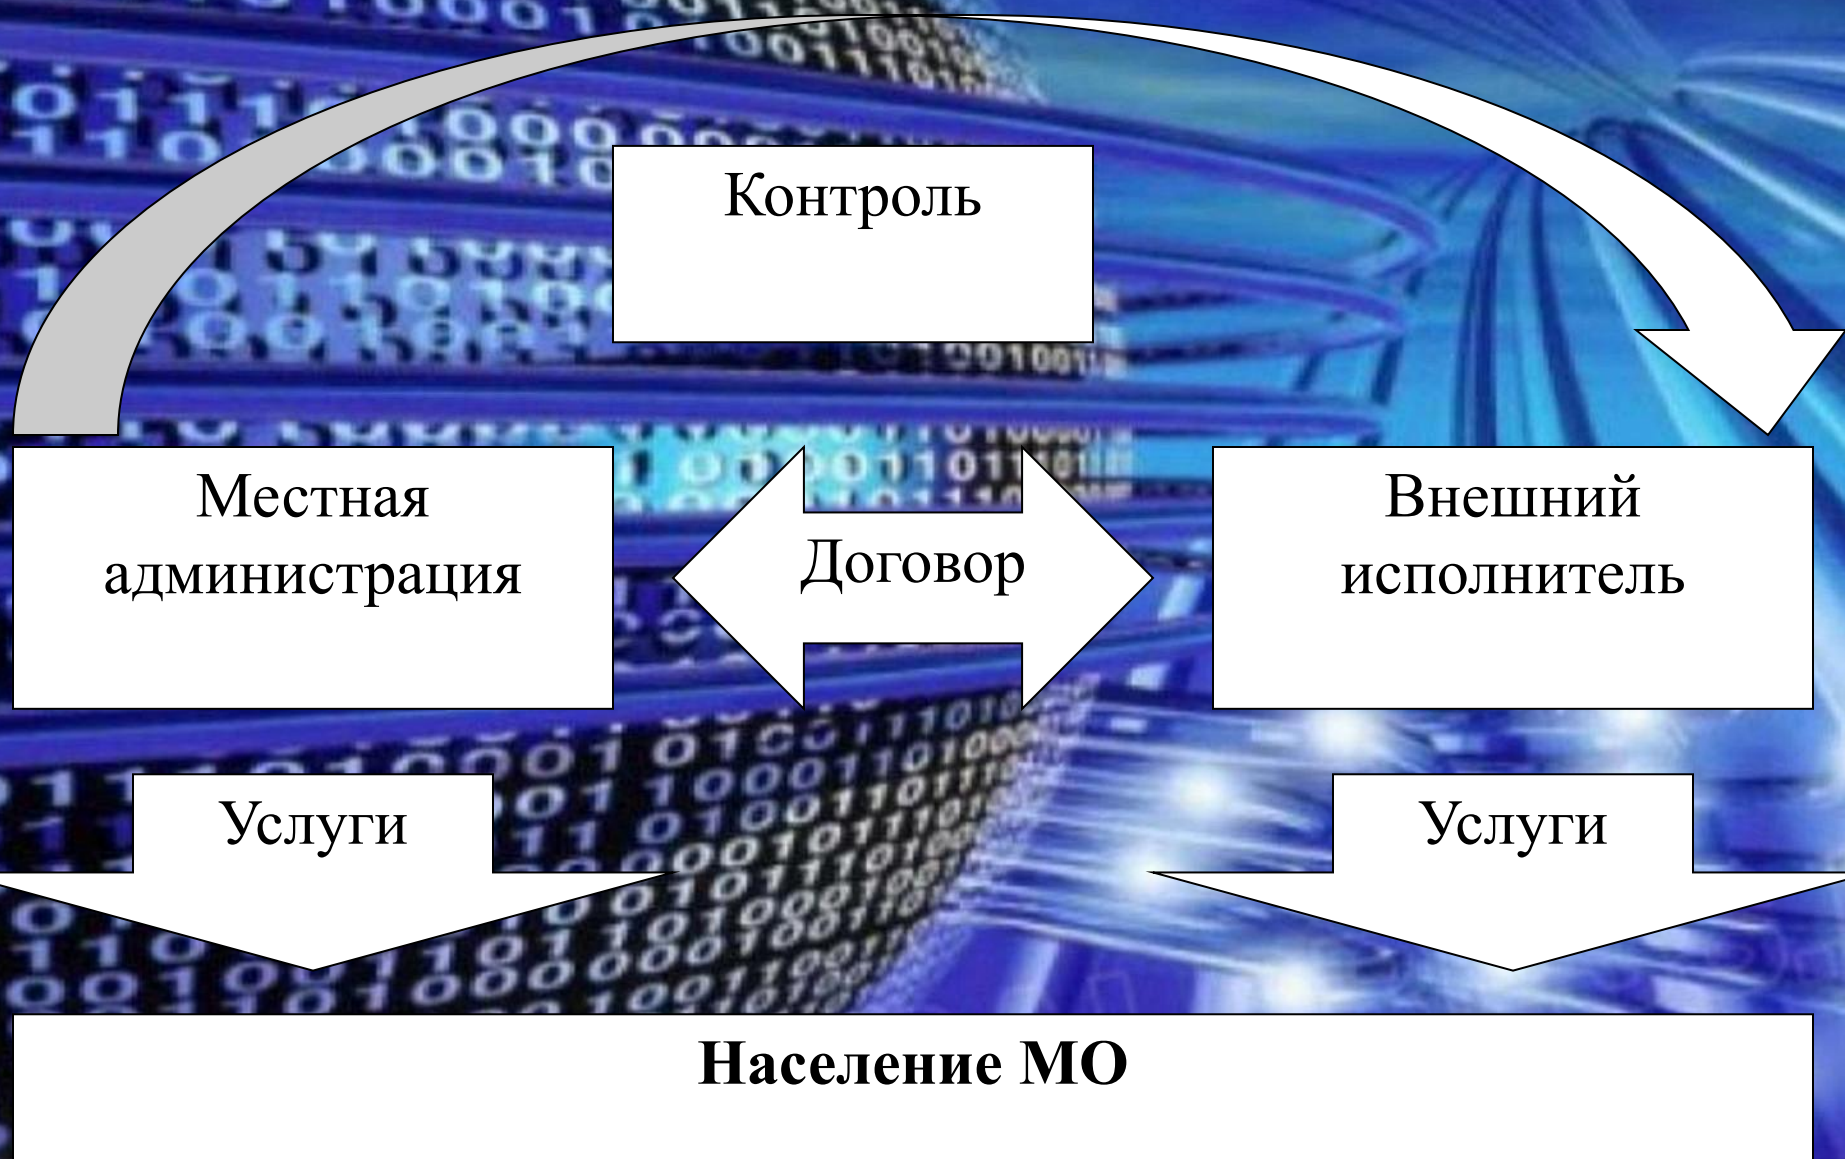 Контроль
Местная
администрация
Договор
Внешний
исполнитель
Услуги
Услуги
Население МО